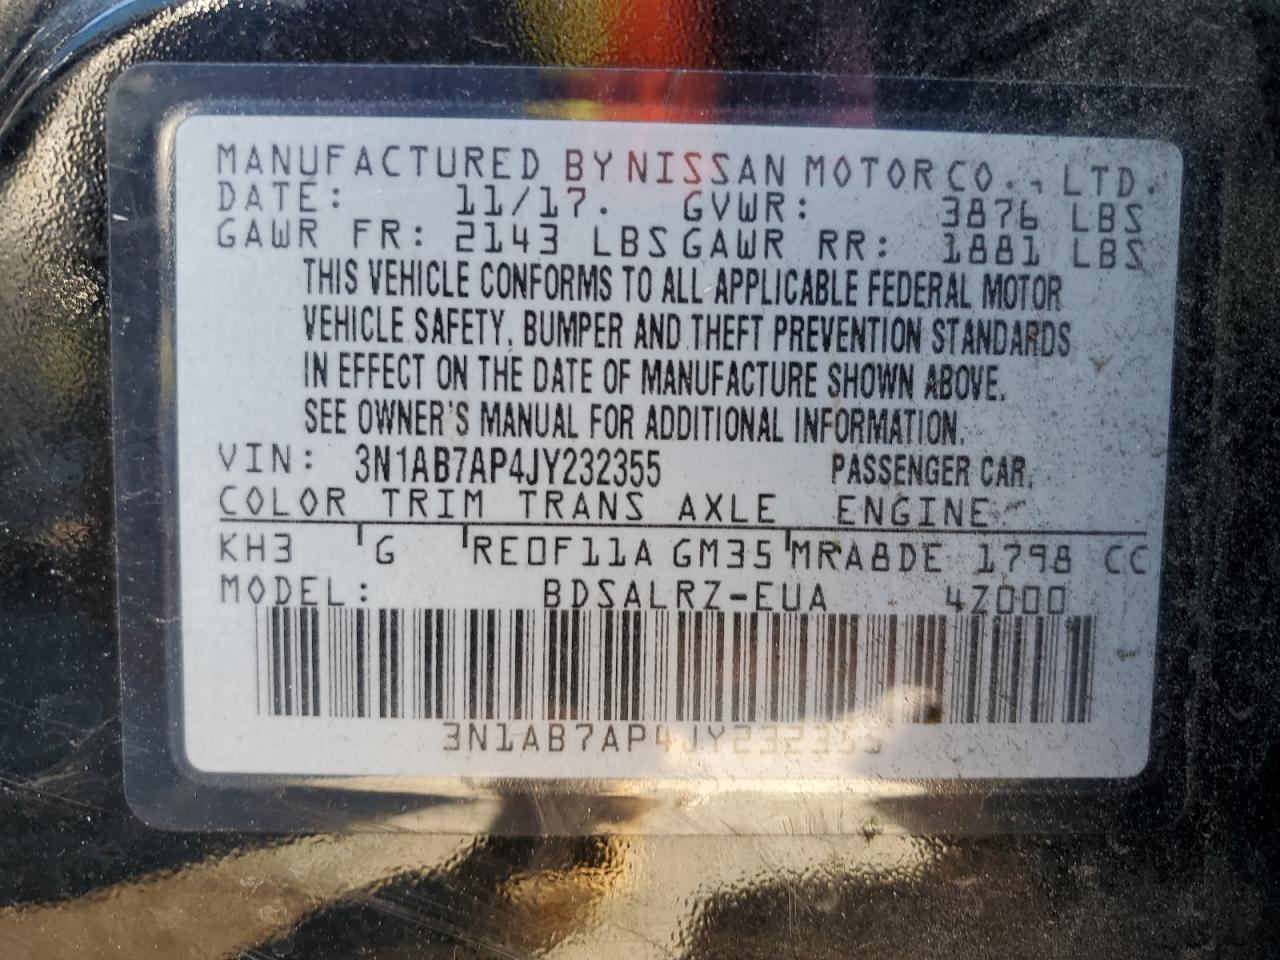 MANUFACTURED BY NISSAN MOTOR CO., LTD.
DATE: 11/17. GVWR: 3876 LBS
GAWR FR: 2143 LBS GAWR RR: 1881 LBS
THIS VEHICLE CONFORMS TO ALL APPLICABLE FEDERAL MOTOR
VEHICLE SAFETY, BUMPER AND THEFT PREVENTION STANDARDS
IN EFFECT ON THE DATE OF MANUFACTURE SHOWN ABOVE.
SEE OWNER'S MANUAL FOR ADDITIONAL INFORMATION.
VIN: 3N1AB7AP4JY232355 PASSENGER CAR.
COLOR TRIM TRANS AXLE ENGINE
KH3 G RE0F11A GM35 MRA8DE 1798 CC
MODEL: BDSALRZ-EUA 4Z000
3N1AB7AP4JY232355